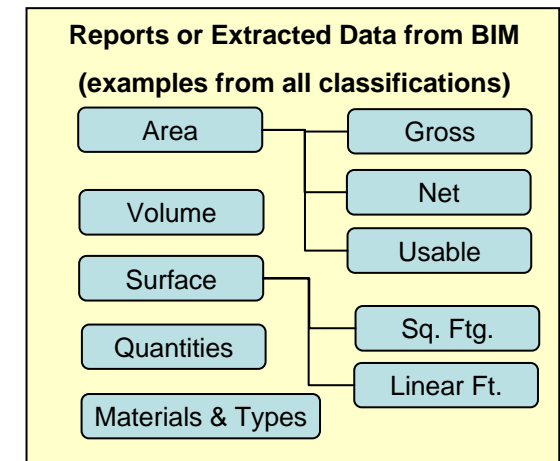 Reports or Extracted Data from BIM
(examples from all classifications)
Area
Gross
Net
Volume
Usable
Surface
Sq. Ftg.
Quantities
Linear Ft.
Materials & Types